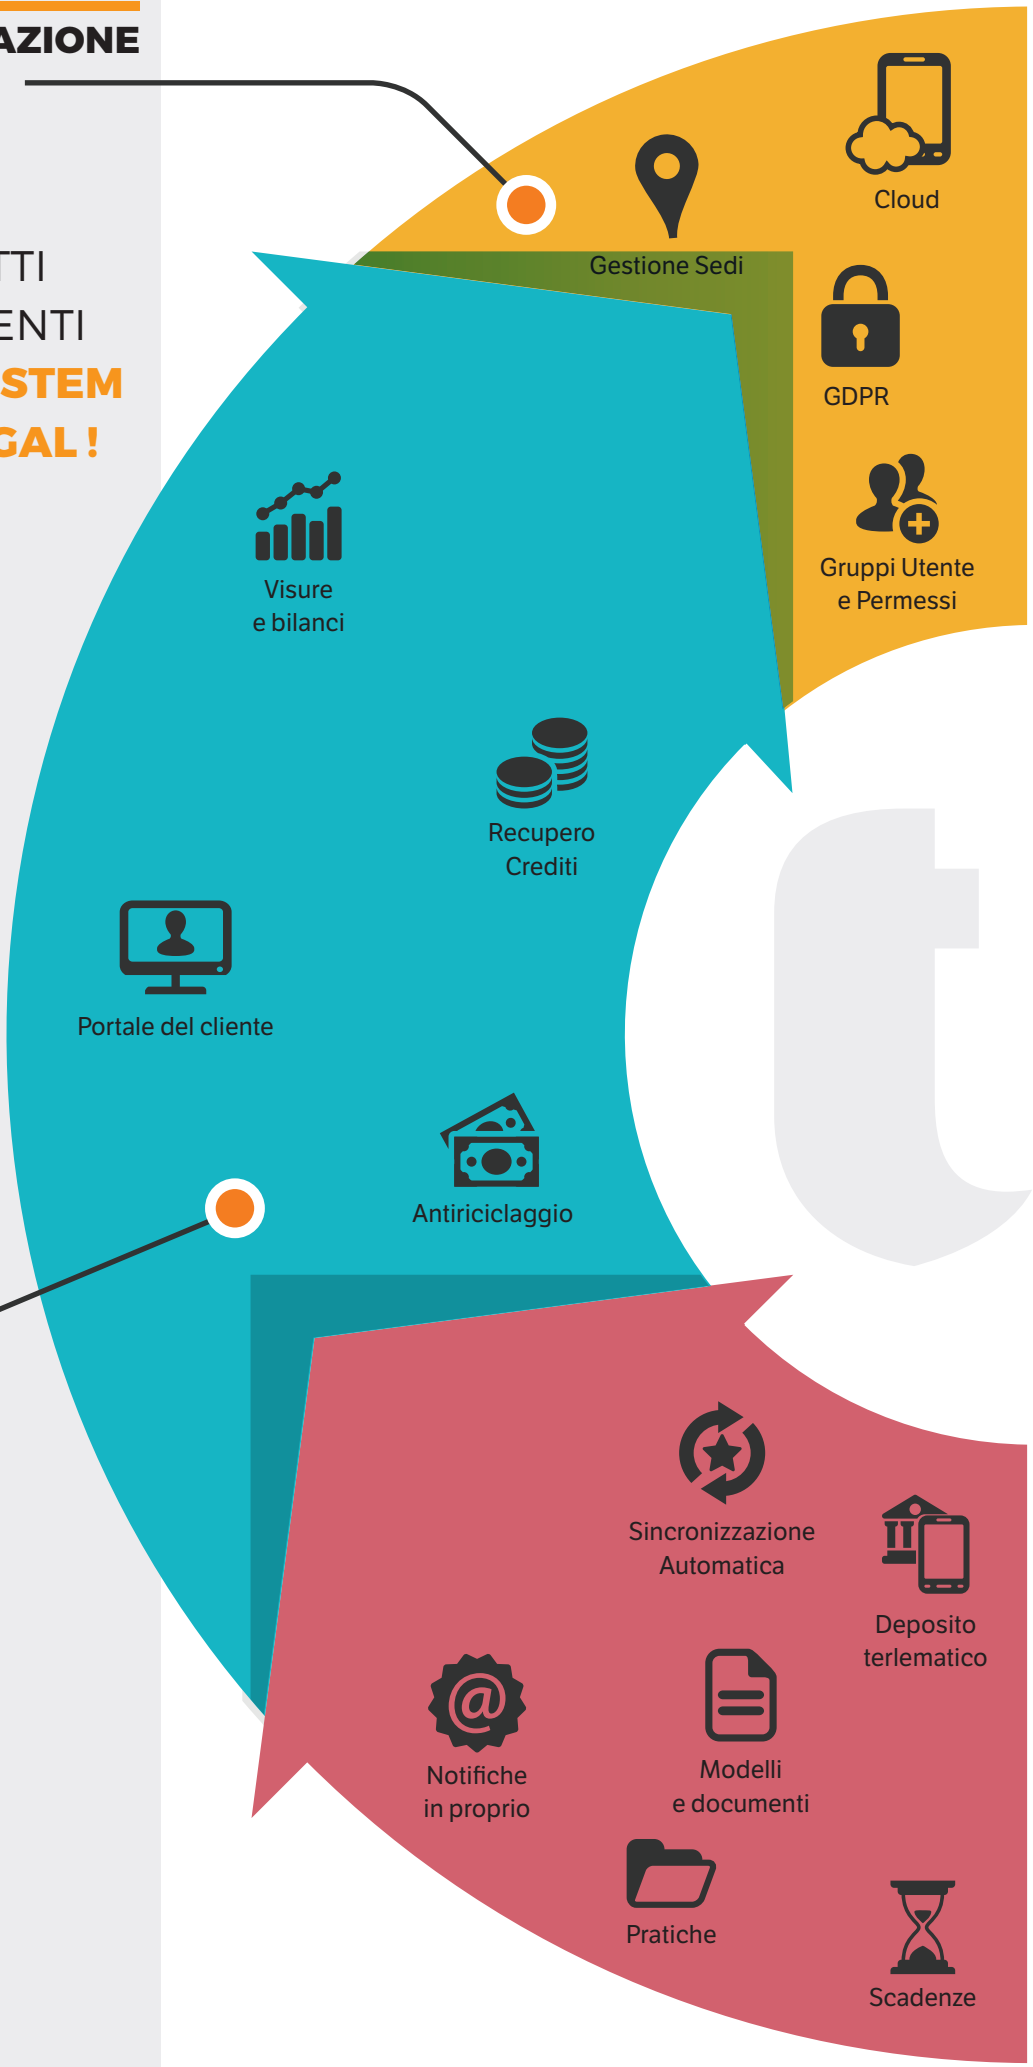 AZIONE
TTI
ENTI
STEM
GAL !
Cloud
Gestione Sedi
GDPR
Gruppi Utente
e Permessi
Visure
e bilanci
Recupero
Crediti
Portale del cliente
Antiriciclaggio
t
Sincronizzazione
Automatica
Deposito
terlematico
@
Notifiche
in proprio
Modelli
e documenti
Pratiche
Scadenze